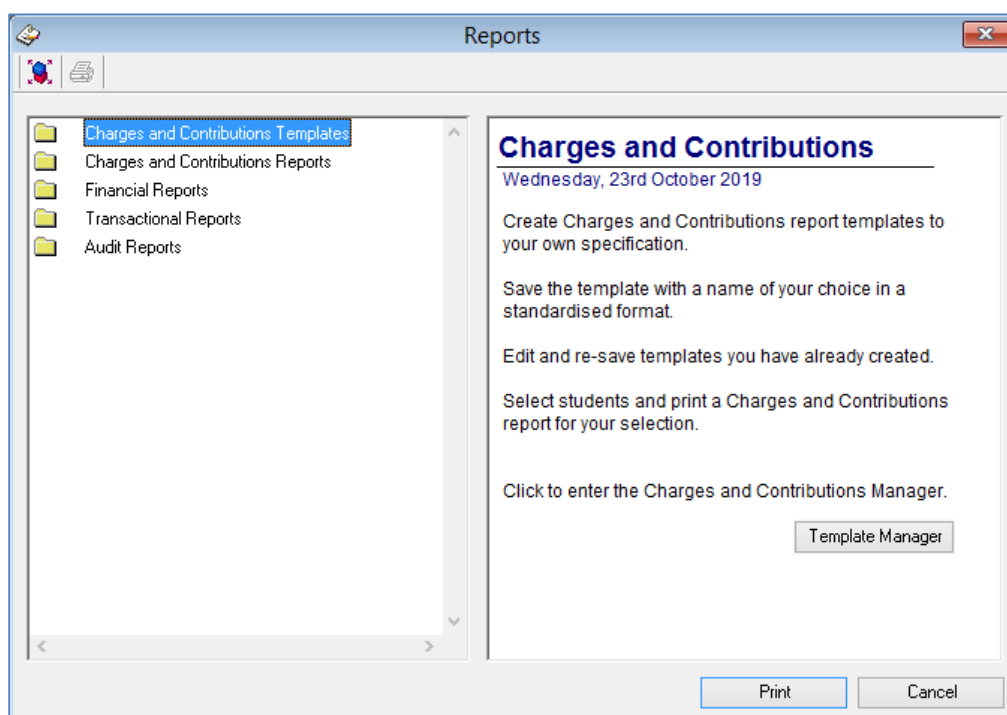 Reports
Charges and Contributions Templates
Charges and Contributions Reports
Financial Reports
Transactional Reports
Audit Reports
Charges and Contributions
Wednesday, 23rd October 2019
Create Charges and Contributions report templates to
your own specification.
Save the template with a name of your choice in a
standardised format.
Edit and re-save templates you have already created.
Select students and print a Charges and Contributions
report for your selection.
Click to enter the Charges and Contributions Manager.
Template Manager
Print
Cancel